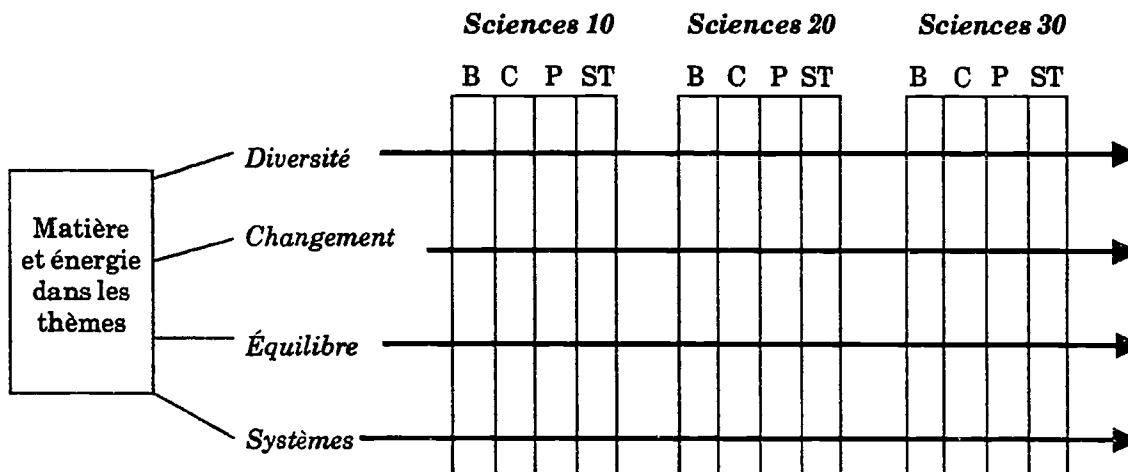 Sciences 10 Sciences 20 Sciences 30
B C P ST B C P ST B C P ST
Diversité
Matière
et énergie
dans les
thèmes
Changement
Équilibre
Systèmes